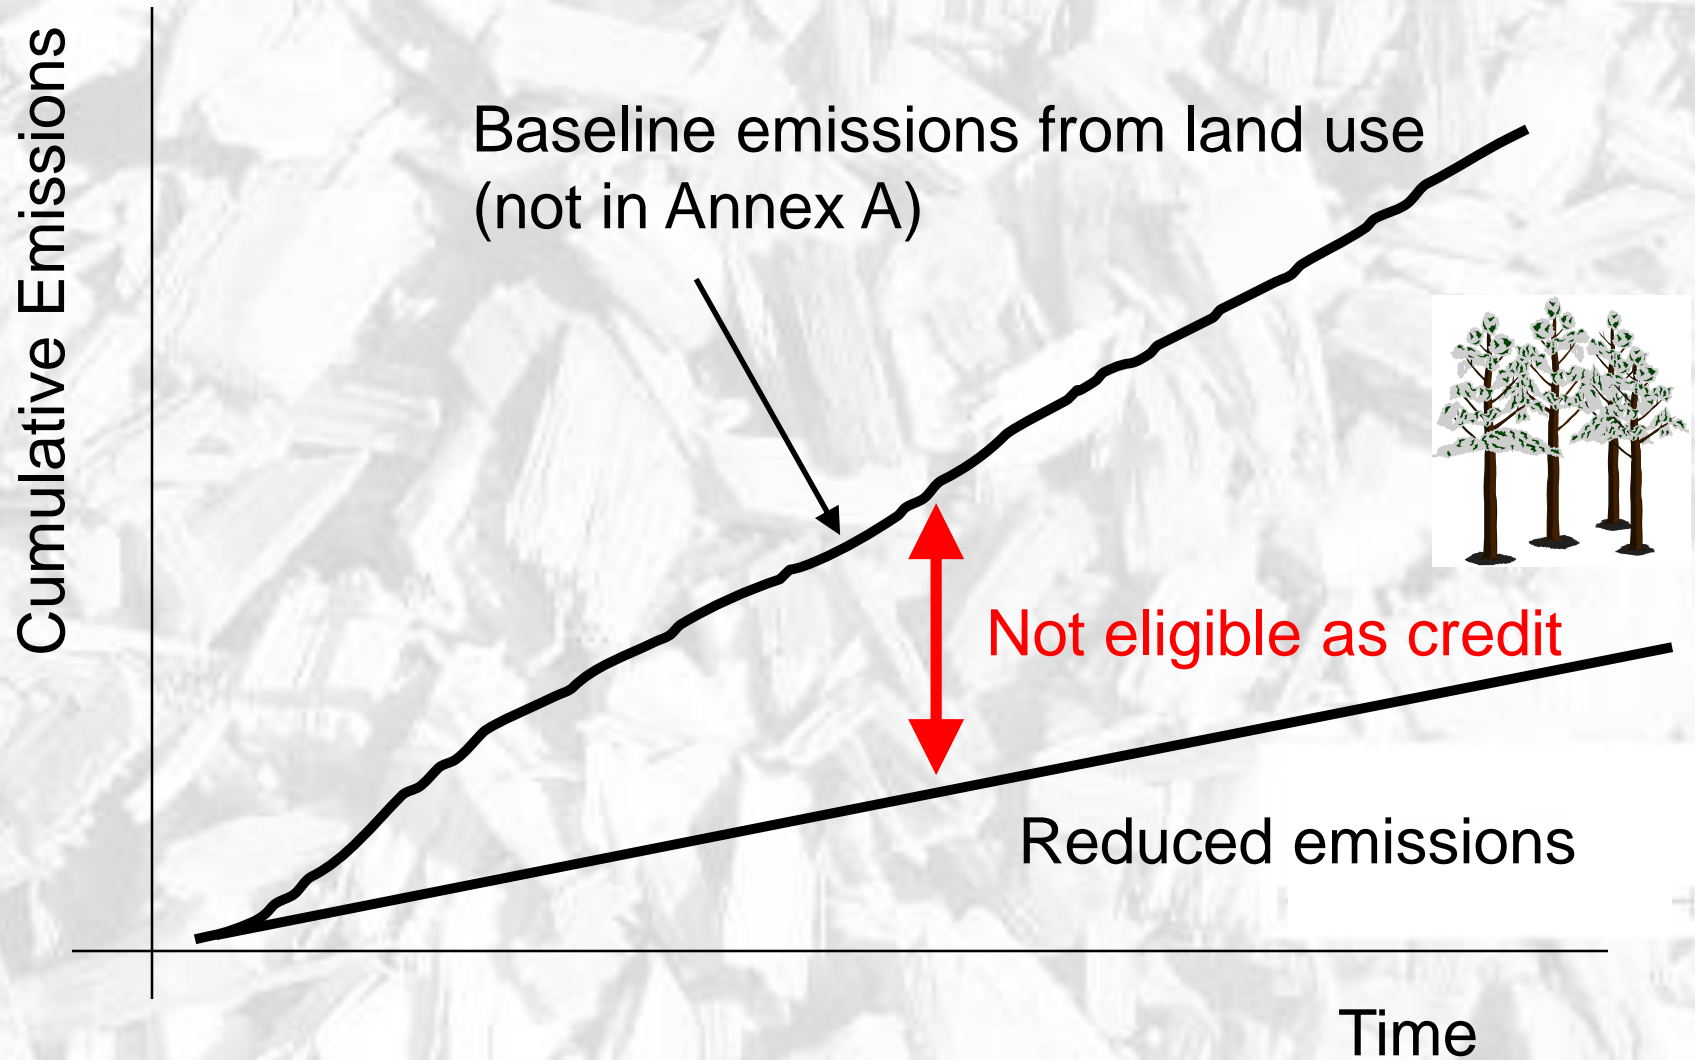 Cumulative Emissions
Baseline emissions from land use
(not in Annex A)
Not eligible as credit
Reduced emissions
Time